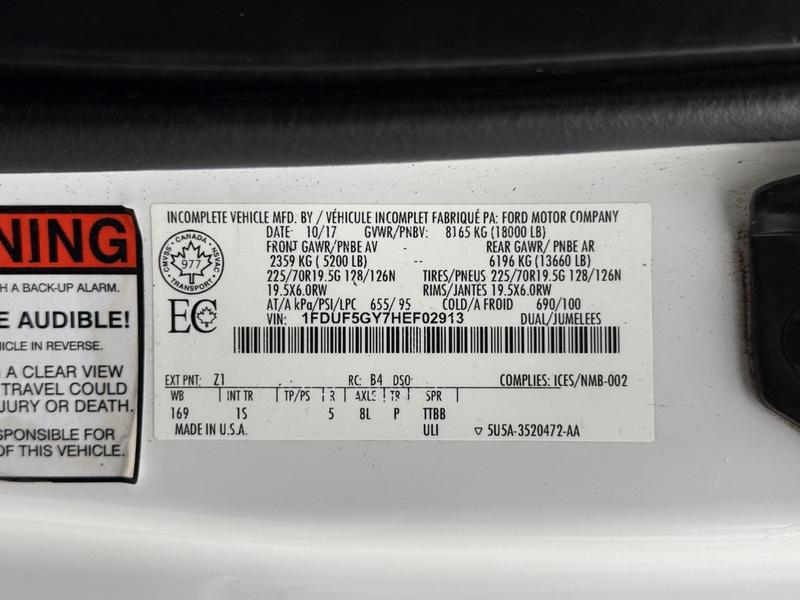 NING
H A BACK-UP ALARM.
E AUDIBLE!
HICLE IN REVERSE.
A CLEAR VIEW
TRAVEL COULD
NJURY OR DEATH.
SPONSIBLE FOR
OF THIS VEHICLE.
INCOMPLETE VEHICLE MFD. BY / VÉHICULE INCOMPLET FABRIQUÉ PA: FORD MOTOR COMPANY
DATE: 10/17 GVWR/PNBV: 8165 KG (18000 LB)
FRONT GAWR/PNBE AV -- REAR GAWR / PNBE AR
2359 KG ( 5200 LB) 6196 KG (13660 LB)
225/70R19.5G 128/126N TIRES/PNEUS 225/70R19.5G 128/126N
19.5X6.0RW RIMS/JANTES 19.5X6.0RW
AT/A kPa/PSI/LPC 655/ 95 COLD/A FROID 690/100
VIN: 1FDUF5GY7HEF02913 DUAL/JUMELEES
CMVSS · CANADA · NSVAC
977
TRANSPORT
EC
EXT PNT: Z1 RC: B4 DSO: COMPLIES: ICES/NMB-002
WB INT TR TP/PS R AXLE TR SPR
169 1S 5 8L P TTBB
MADE IN U.S.A. ULI ▽ 5U5A-3520472-AA